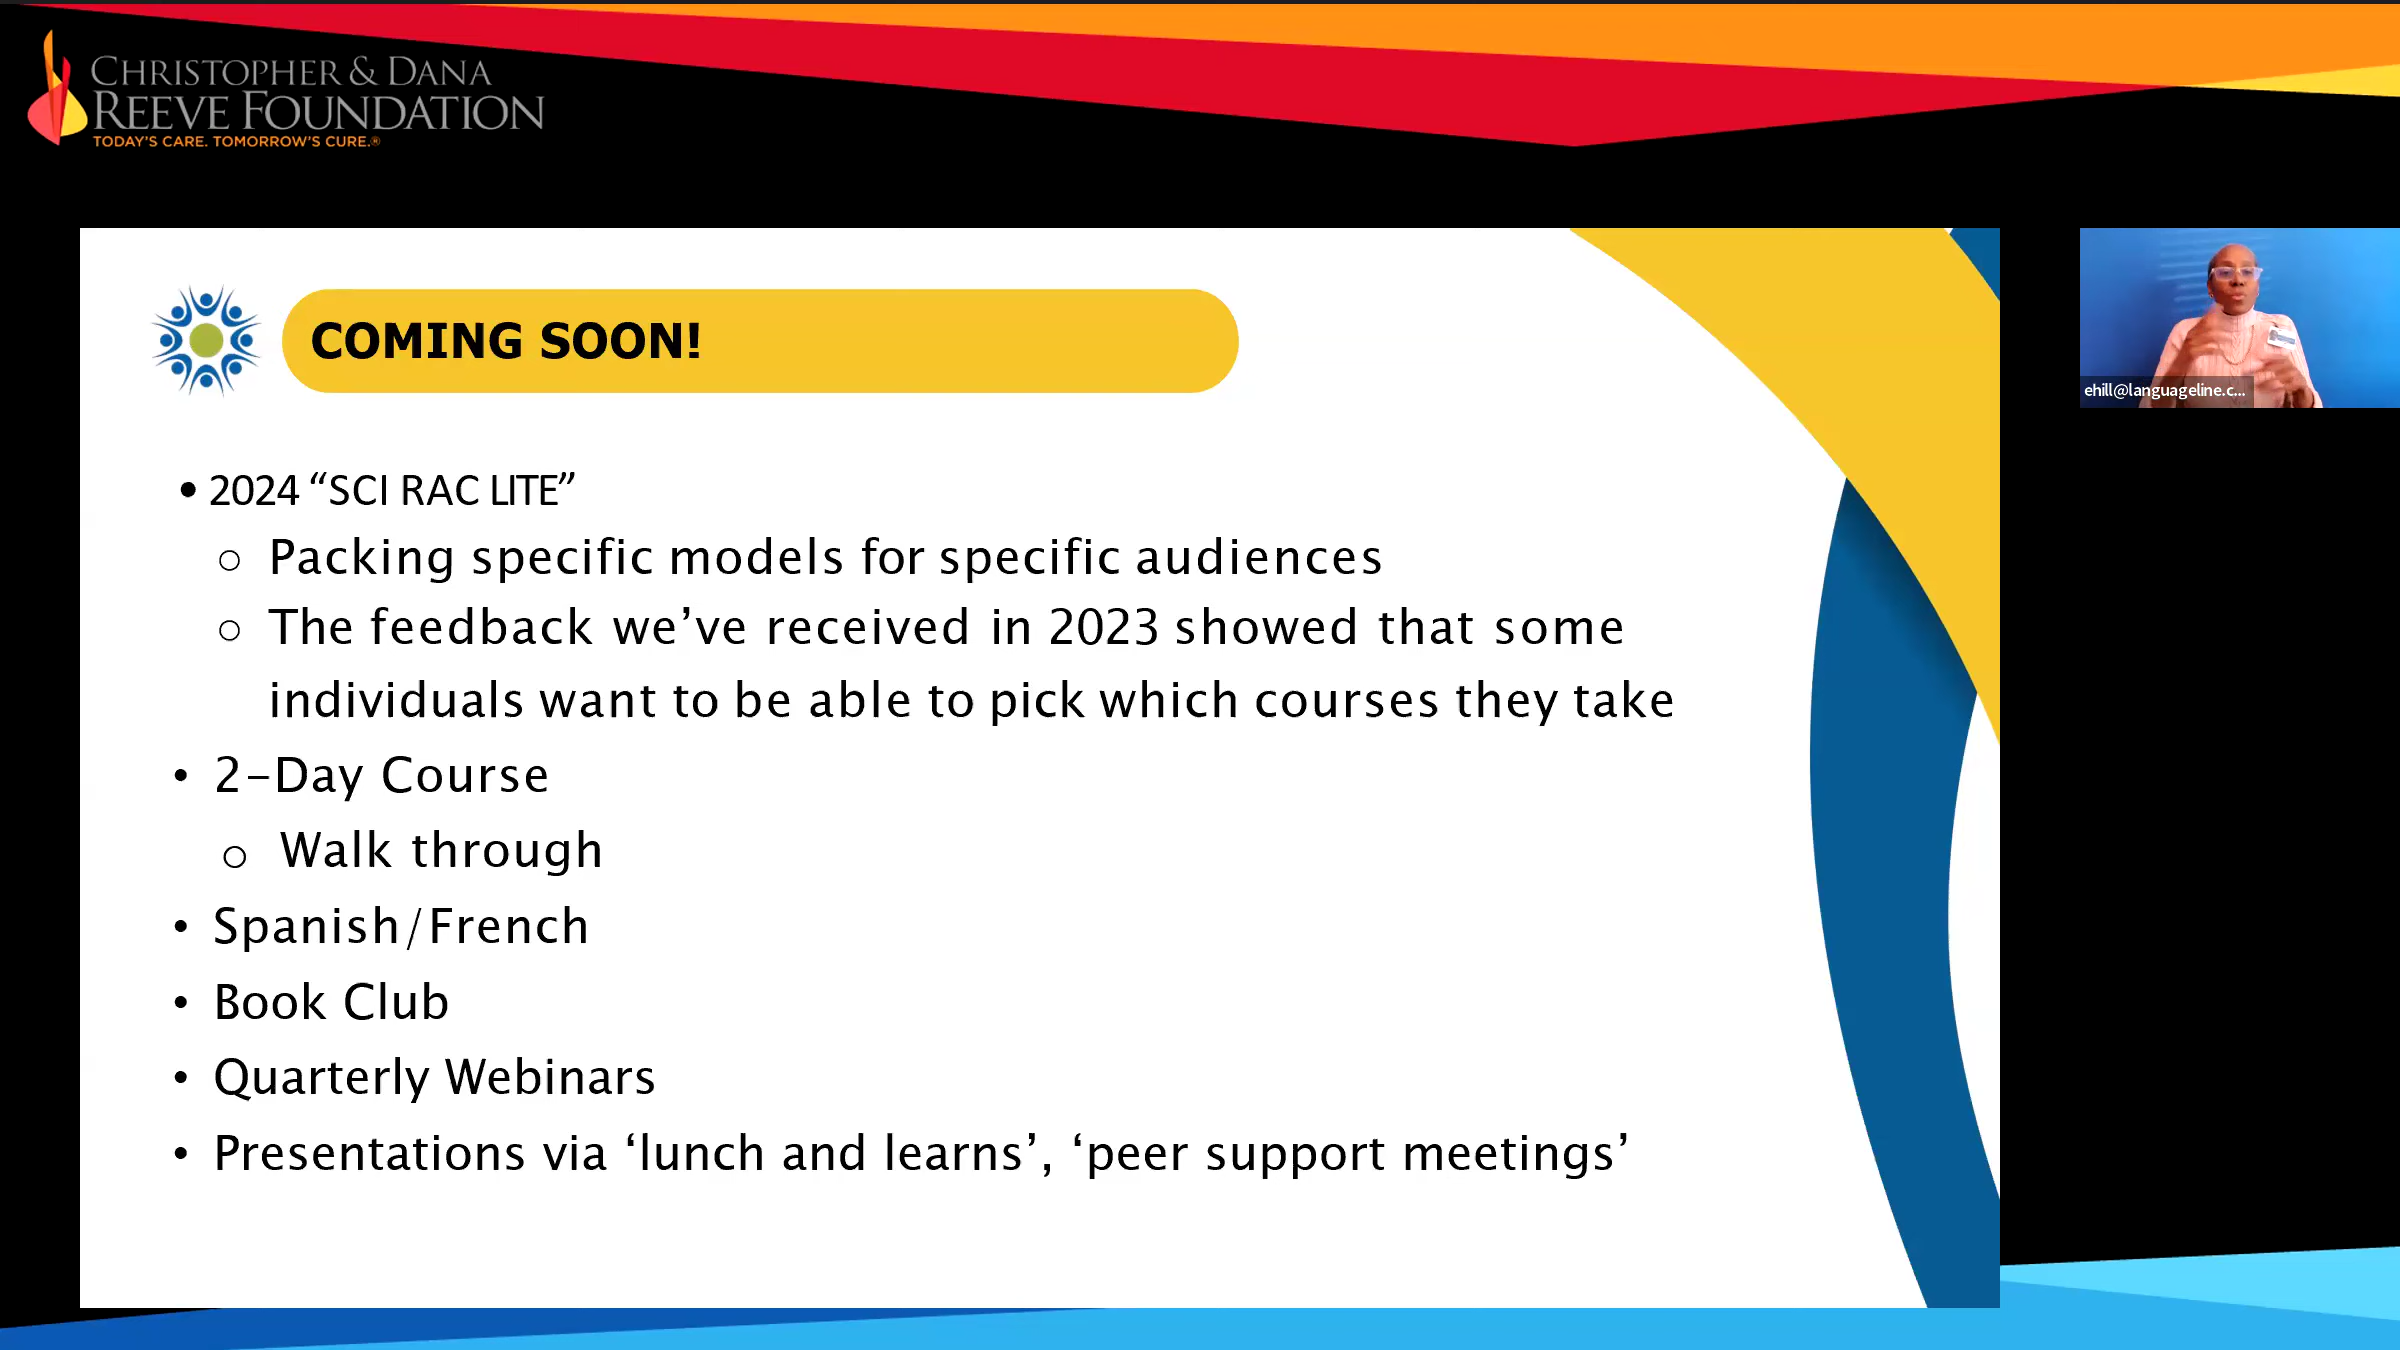 CHRISTOPHER & DANA
REEVE FOUNDATION
TODAY'S CARE. TOMORROW'S CURE.®
COMING SOON!
ehill@languageline.c...
• 2024 “SCI RAC LITE”
○ Packing specific models for specific audiences
○ The feedback we’ve received in 2023 showed that some
individuals want to be able to pick which courses they take
• 2-Day Course
○ Walk through
• Spanish/French
• Book Club
• Quarterly Webinars
• Presentations via ‘lunch and learns’, ‘peer support meetings’